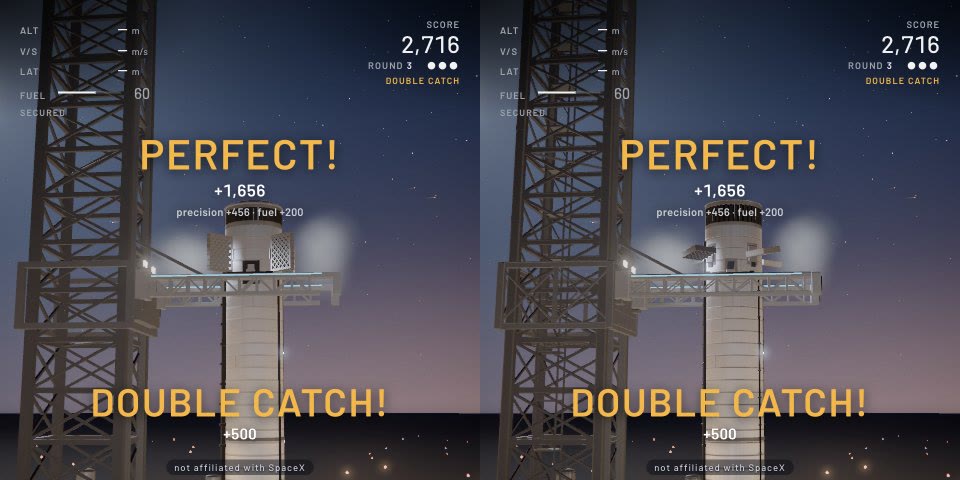 ALT — m
V/S — m/s
LAT — m
FUEL 60
SECURED
SCORE
2,716
ROUND 3
DOUBLE CATCH
PERFECT!
+1,656
precision +456 · fuel +200
DOUBLE CATCH!
+500
not affiliated with SpaceX
ALT — m
V/S — m/s
LAT — m
FUEL 60
SECURED
SCORE
2,716
ROUND 3
DOUBLE CATCH
PERFECT!
+1,656
precision +456 · fuel +200
DOUBLE CATCH!
+500
not affiliated with SpaceX